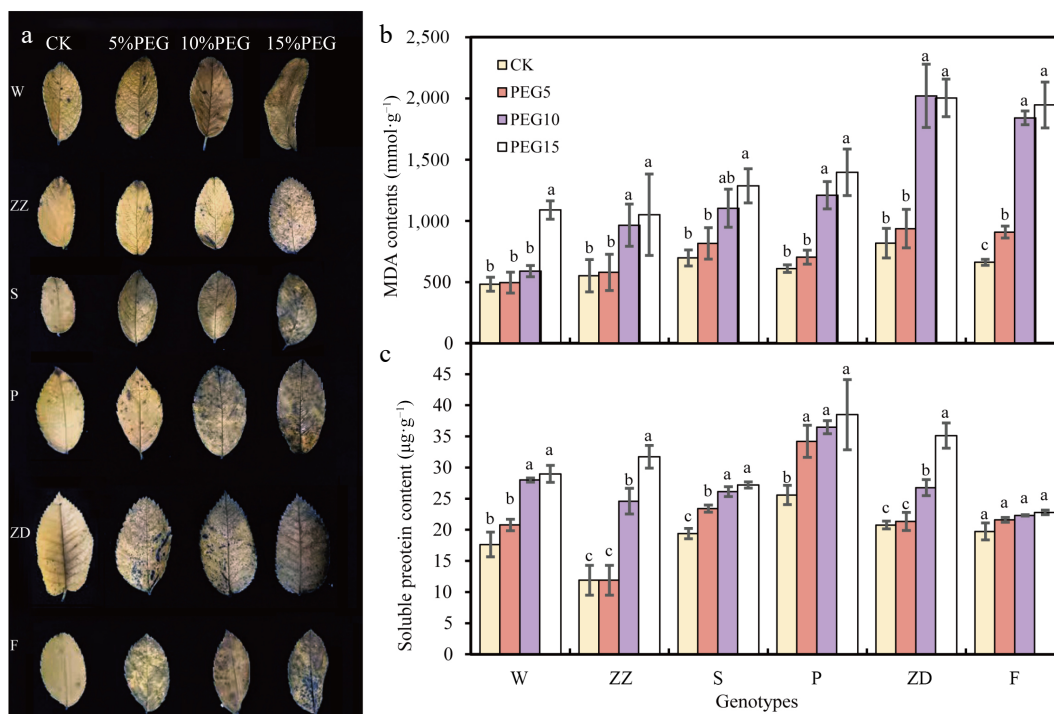 a
CK 5%PEG 10%PEG 15%PEG
W
ZZ
S
P
ZD
F
b
2,500
2,000
1,500
1,000
500
0
MDA contents (mmol·g⁻¹)
CK
PEG5
PEG10
PEG15
b b b a
b b a a
b b ab a
b b a a
b b a a
c b a a
c
45
40
35
30
25
20
15
10
5
0
Soluble preotein content (μg·g⁻¹)
b b a a
c c b a
c b a a
b a a a
c c b a
a a a a
W ZZ S P ZD F
Genotypes